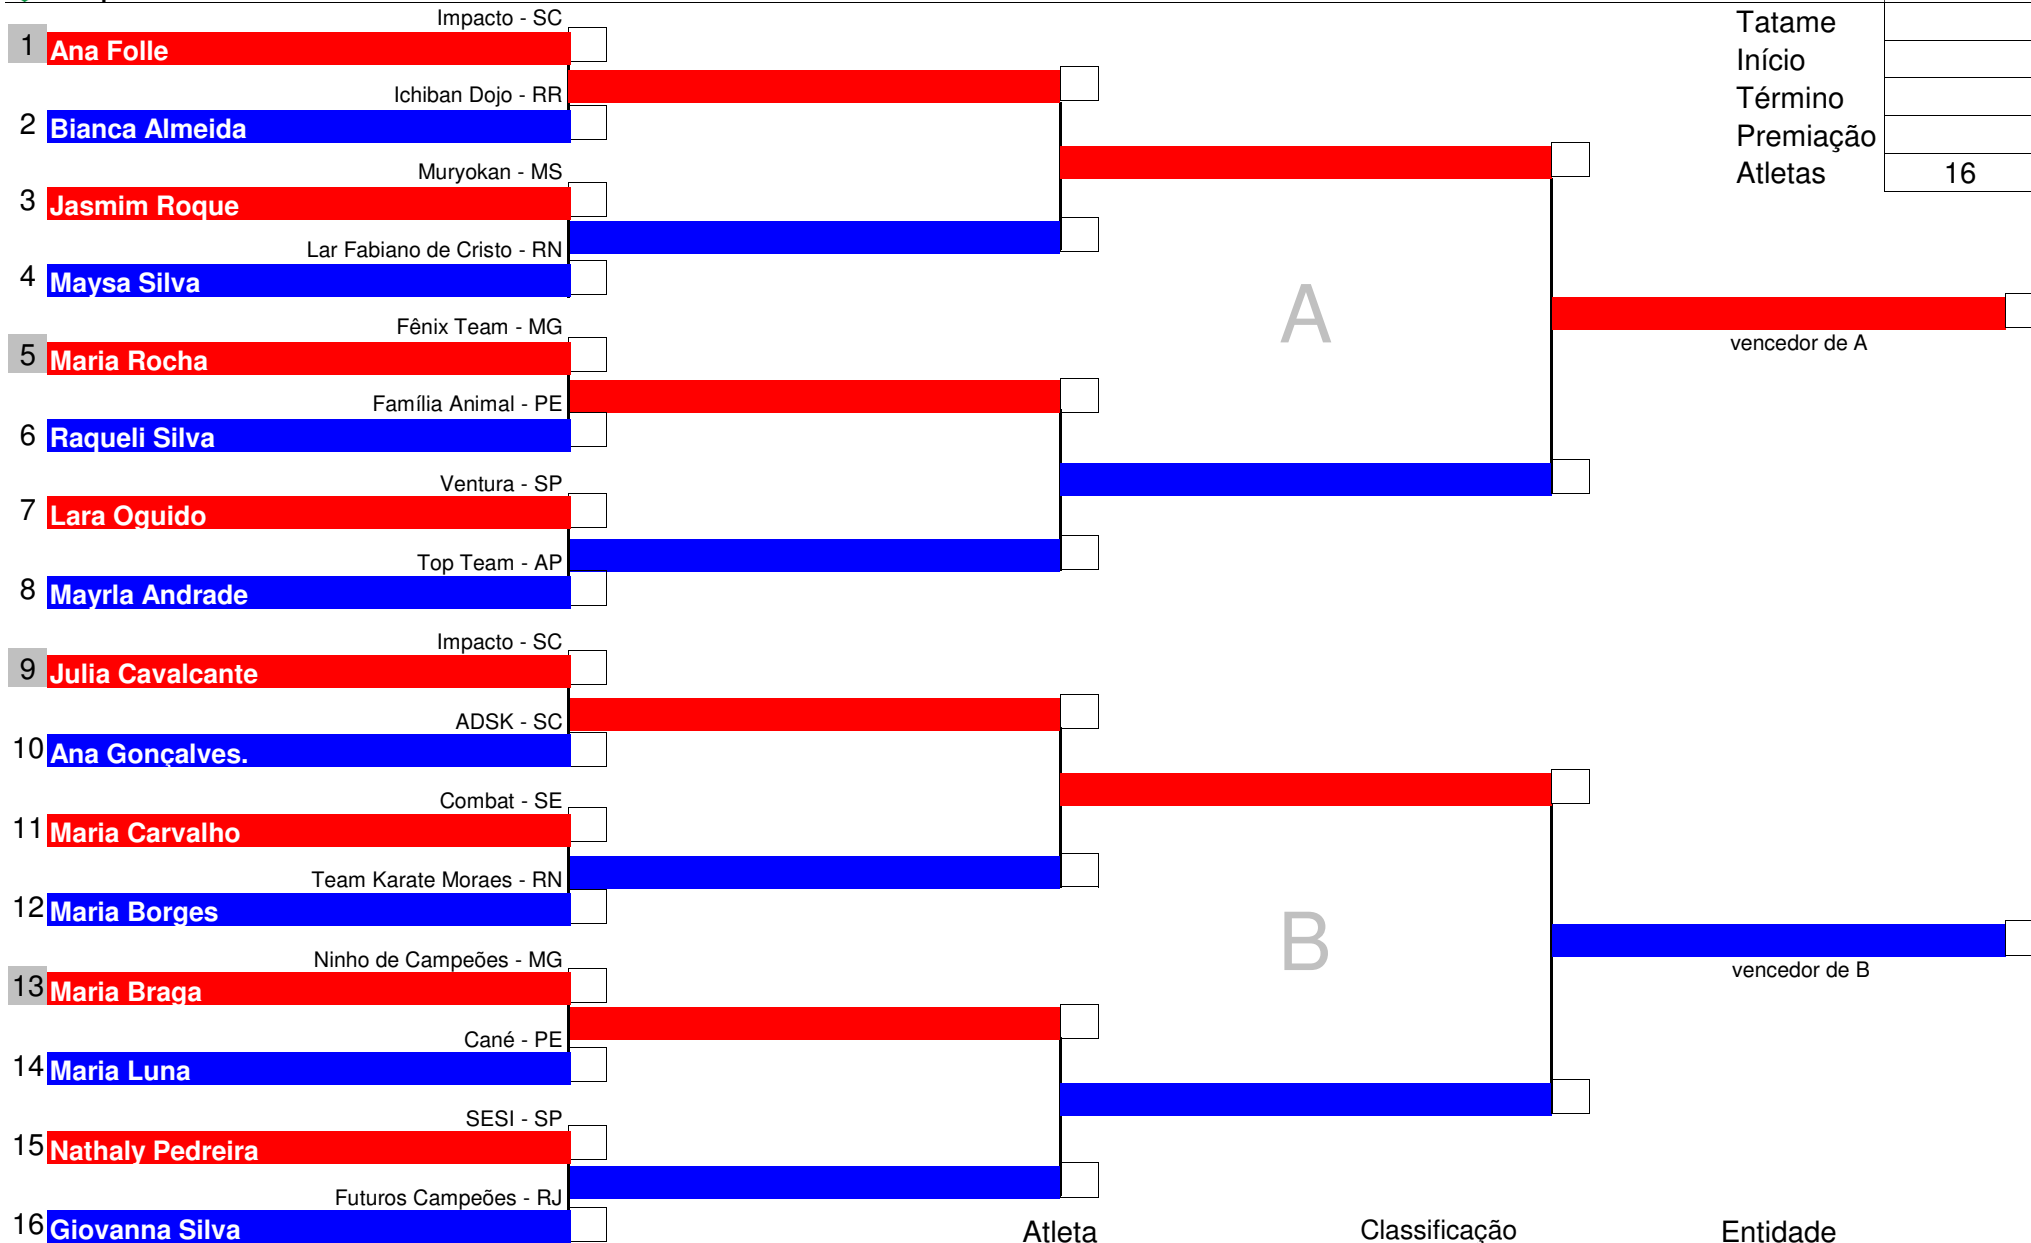 Impacto - SC
1 Ana Folle
Ichiban Dojo - RR
2 Bianca Almeida
Muryokan - MS
3 Jasmim Roque
Lar Fabiano de Cristo - RN
4 Maysa Silva
Fênix Team - MG
5 Maria Rocha
Família Animal - PE
6 Raqueli Silva
Ventura - SP
7 Lara Oguido
Top Team - AP
8 Mayrla Andrade
Impacto - SC
9 Julia Cavalcante
ADSK - SC
10 Ana Gonçalves.
Combat - SE
11 Maria Carvalho
Team Karate Moraes - RN
12 Maria Borges
Ninho de Campeões - MG
13 Maria Braga
Cané - PE
14 Maria Luna
SESI - SP
15 Nathaly Pedreira
Futuros Campeões - RJ
16 Giovanna Silva
A
B
Tatame
Início
Término
Premiação
Atletas 16
vencedor de A
vencedor de B
Atleta Classificação Entidade